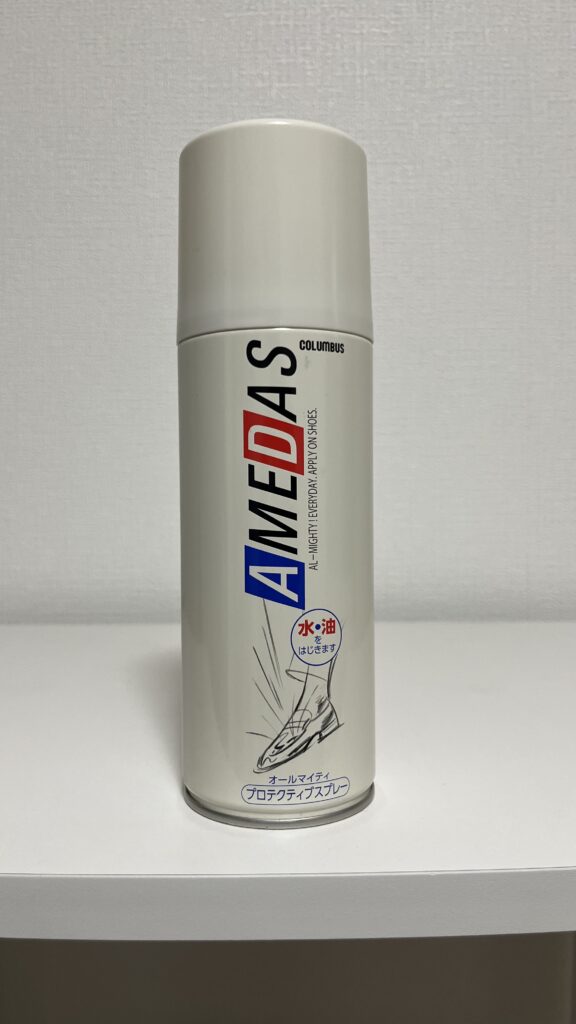 COLUMBUS
AMEDAS
AL－MIGHTY! EVERYDAY. APPLY ON SHOES.
水・油
を
はじきます
オールマイティ
プロテクティブスプレー